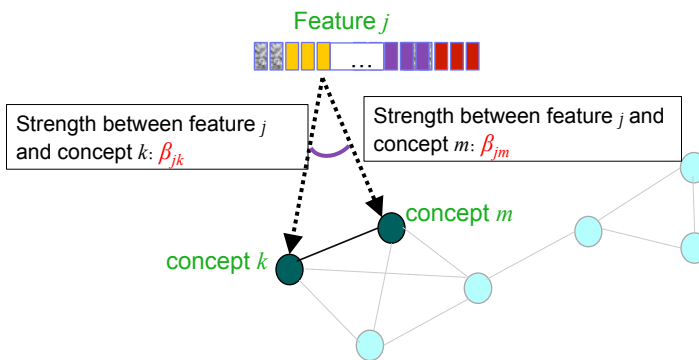 Feature j
...
Strength between feature j
and concept k: βjk
Strength between feature j and
concept m: βjm
concept m
concept k